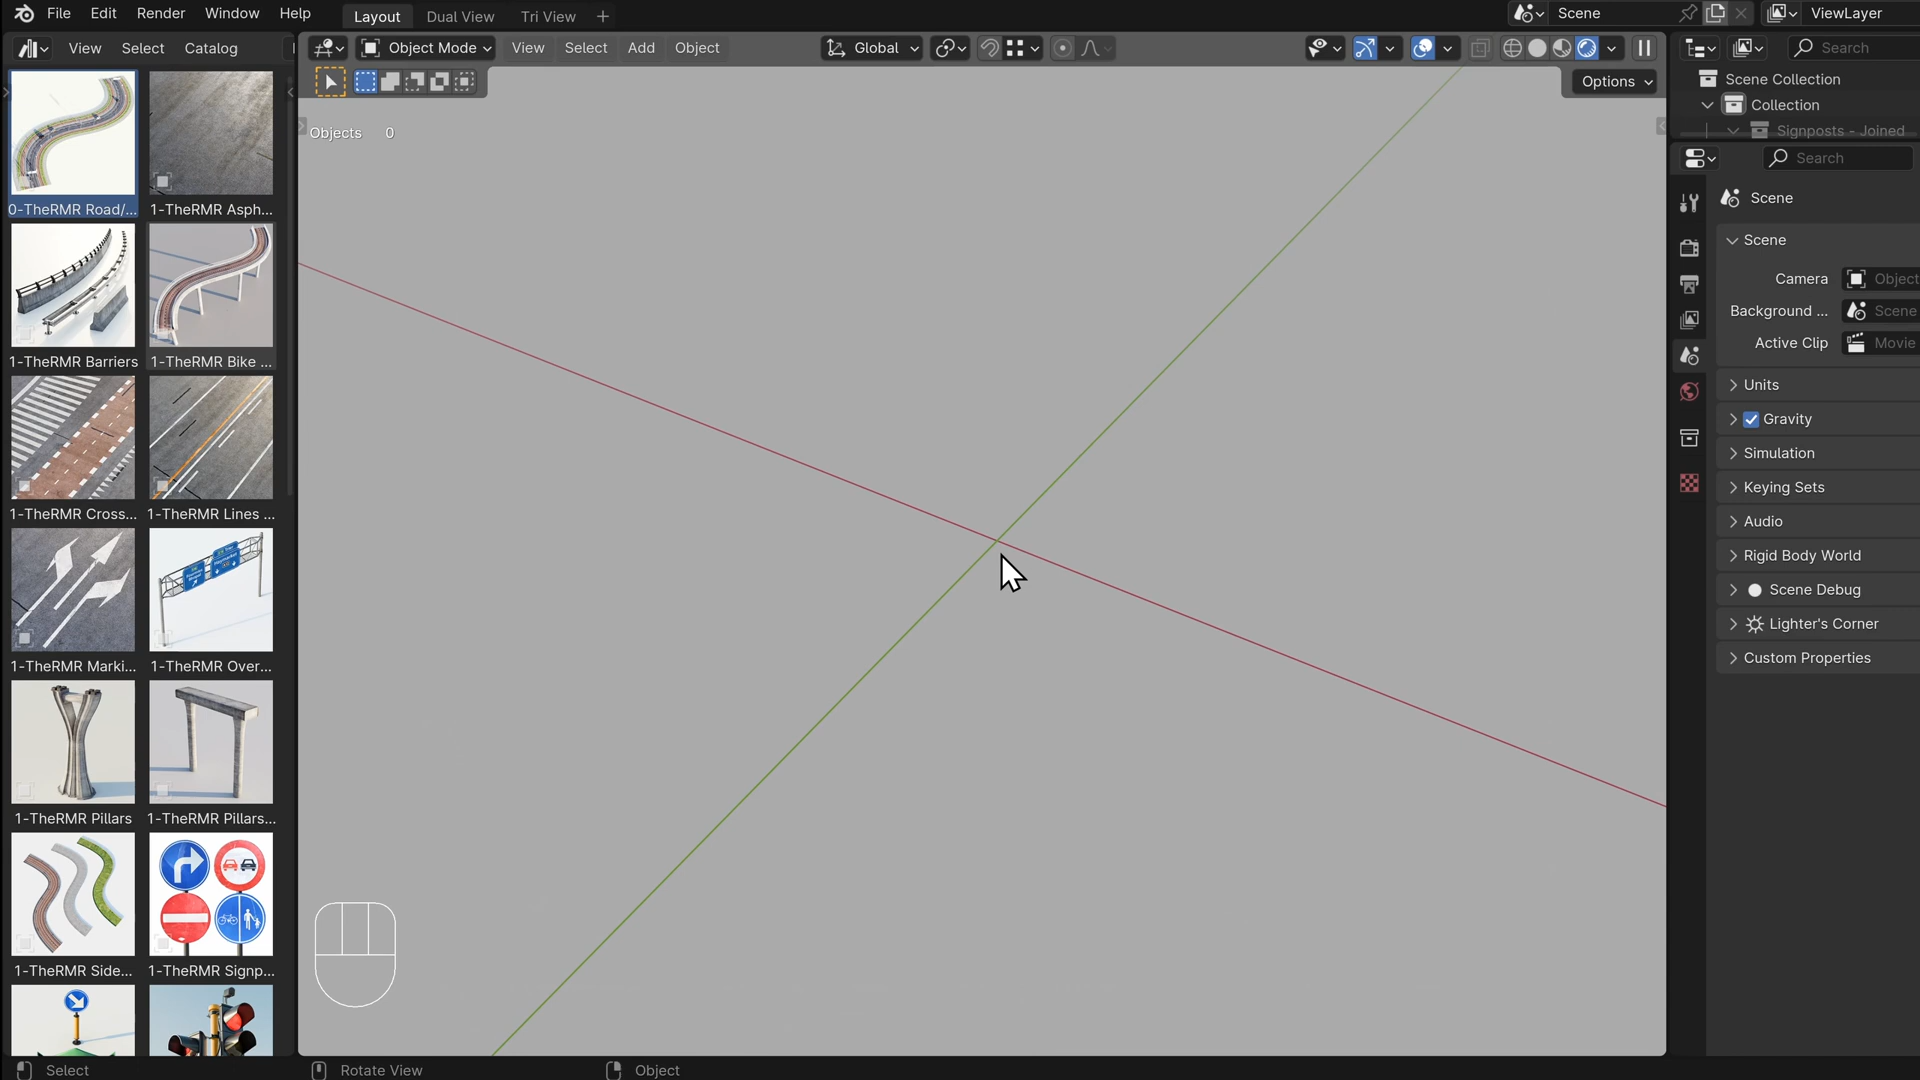 File Edit Render Window Help Layout Dual View Tri View + Scene ViewLayer
View Select Catalog Object Mode View Select Add Object Global Search
Options
Scene Collection
Collection
Signposts - Joined
Objects 0
Search
0-TheRMR Road/... 1-TheRMR Asph...
1-TheRMR Barriers 1-TheRMR Bike ...
1-TheRMR Cross... 1-TheRMR Lines ...
1-TheRMR Marki... 1-TheRMR Over...
1-TheRMR Pillars 1-TheRMR Pillars...
1-TheRMR Side... 1-TheRMR Signp...
Scene
Scene
Camera Object
Background ... Scene
Active Clip Movie
Units
Gravity
Simulation
Keying Sets
Audio
Rigid Body World
Scene Debug
Lighter's Corner
Custom Properties
Select Rotate View Object